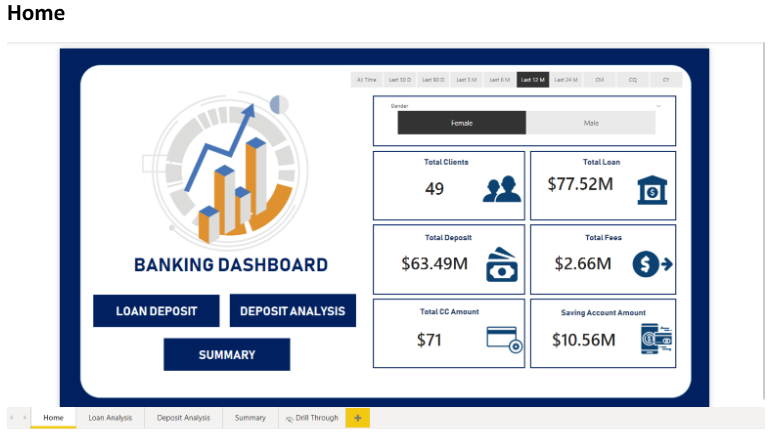 Home
All Time Last 30 D Last 90 D Last 3 M Last 6 M Last 12 M Last 24 M CM CQ CY
Gender
Female Male
Total Clients
49
Total Loan
$77.52M
Total Deposit
$63.49M
Total Fees
$2.66M
Total CC Amount
$71
Saving Account Amount
$10.56M
BANKING DASHBOARD
LOAN DEPOSIT DEPOSIT ANALYSIS
SUMMARY
Home Loan Analysis Deposit Analysis Summary Drill Through +